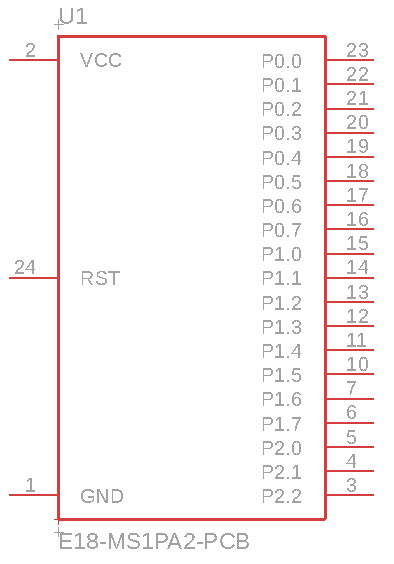 U1
2 VCC P0.0 23
P0.1 22
P0.2 21
P0.3 20
P0.4 19
P0.5 18
P0.6 17
P0.7 16
P1.0 15
24 RST P1.1 14
P1.2 13
P1.3 12
P1.4 11
P1.5 10
P1.6 7
P1.7 6
P2.0 5
P2.1 4
1 GND P2.2 3
E18-MS1PA2-PCB